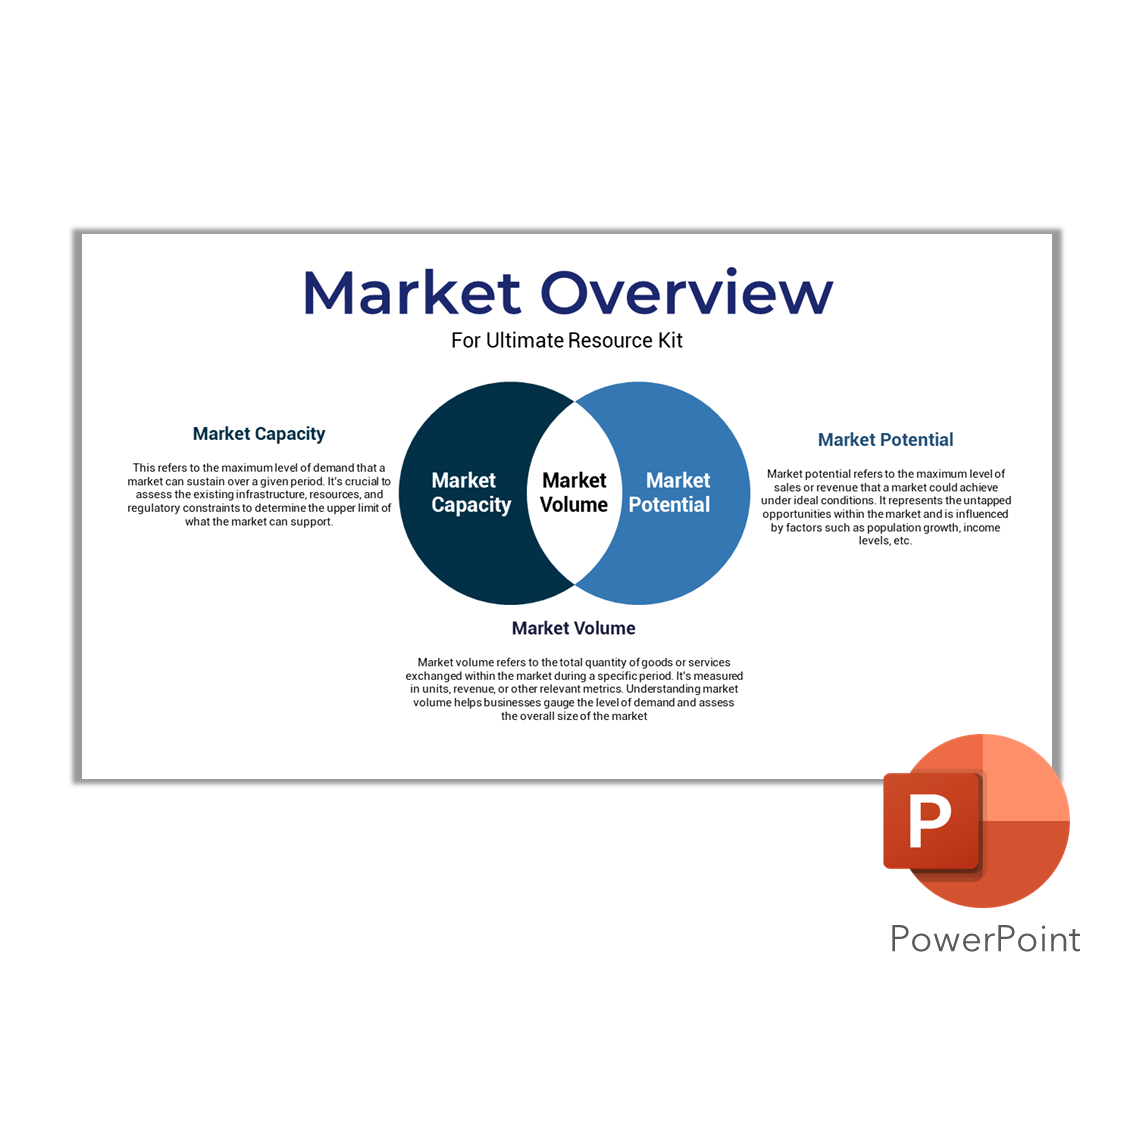 Market Overview
For Ultimate Resource Kit
Market Capacity
This refers to the maximum level of demand that a
market can sustain over a given period. It's crucial to
assess the existing infrastructure, resources, and
regulatory constraints to determine the upper limit of
what the market can support.
Market
Capacity
Market
Volume
Market
Potential
Market Potential
Market potential refers to the maximum level of
sales or revenue that a market could achieve
under ideal conditions. It represents the untapped
opportunities within the market and is influenced
by factors such as population growth, income
levels, etc.
Market Volume
Market volume refers to the total quantity of goods or services
exchanged within the market during a specific period. It's measured
in units, revenue, or other relevant metrics. Understanding market
volume helps businesses gauge the level of demand and assess
the overall size of the market
P
PowerPoint